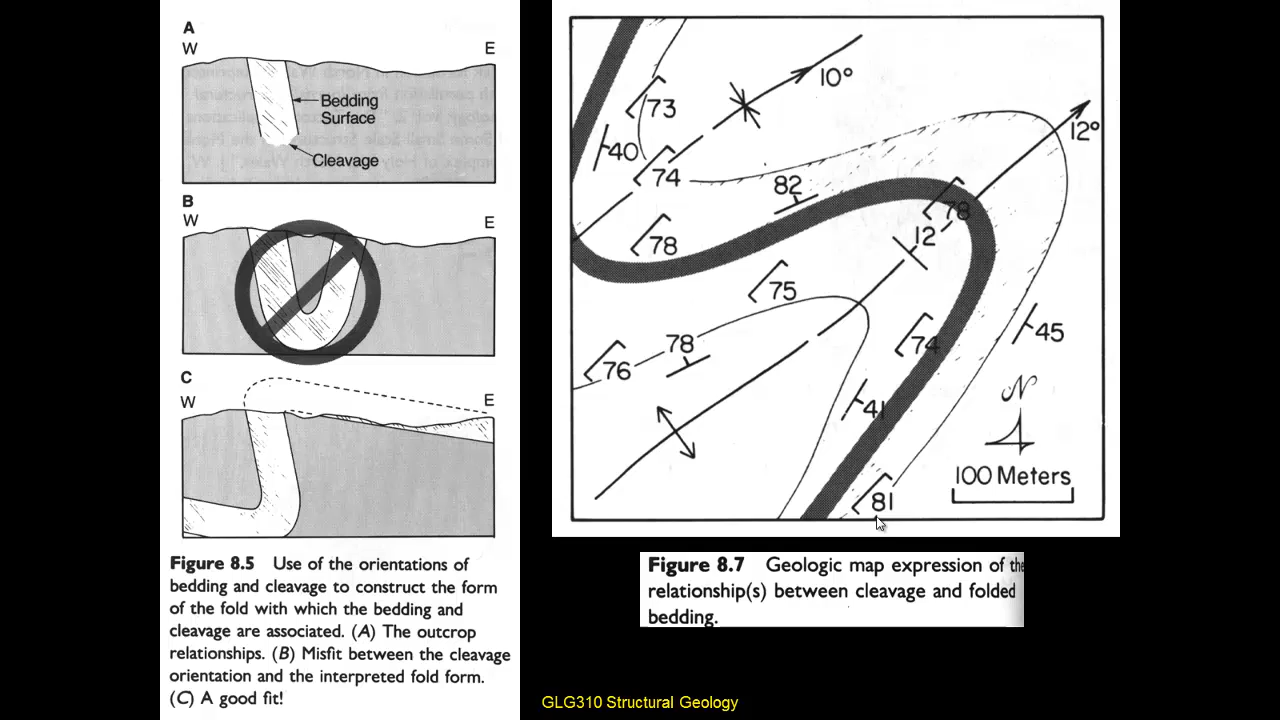 A
W E
Bedding
Surface
Cleavage
B
W E
C
W E
Figure 8.5 Use of the orientations of
bedding and cleavage to construct the form
of the fold with which the bedding and
cleavage are associated. (A) The outcrop
relationships. (B) Misfit between the cleavage
orientation and the interpreted fold form.
(C) A good fit!
10°
12°
73
40
74
82
78
78
12
75
45
78
74
76
41
N
100 Meters
81
Figure 8.7 Geologic map expression of the
relationship(s) between cleavage and folded
bedding.
GLG310 Structural Geology